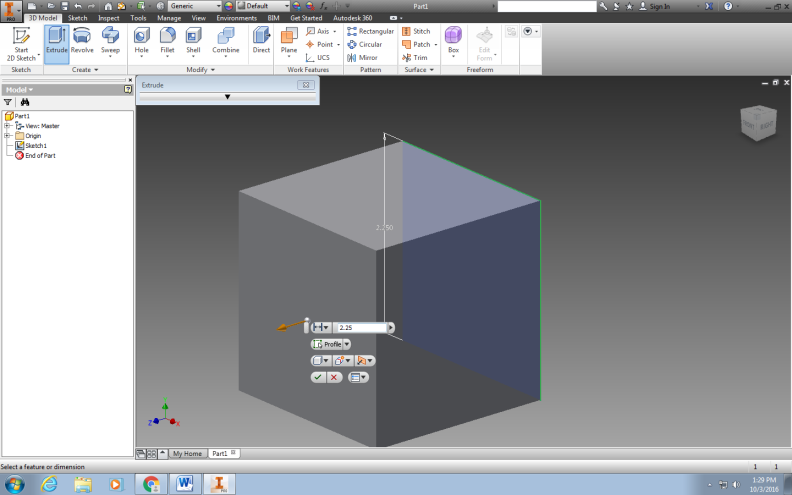 PRO Generic Default Part1 Sign In
3D Model Sketch Inspect Tools Manage View Environments BIM Get Started Autodesk 360
Start 2D Sketch Extrude Revolve Sweep Hole Fillet Shell Combine Direct Plane Axis Point UCS Rectangular Circular Mirror Stitch Patch Trim Box Edit Form
Sketch Create Modify Work Features Pattern Surface Freeform
Model
Extrude
Part1
View: Master
Origin
Sketch1
End of Part
FRONT RIGHT
2.250
2.25
Profile
Z X
My Home Part1
Select a feature or dimension 1 1
1:29 PM
10/3/2016